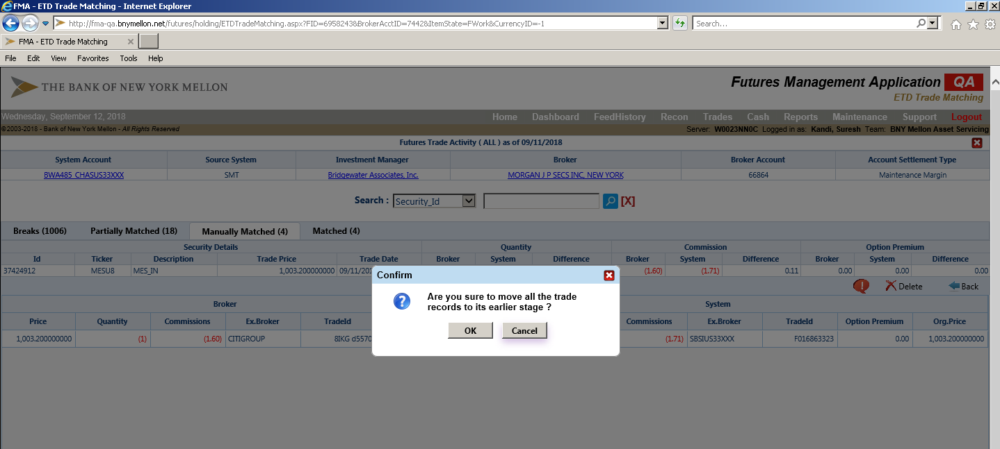 FMA - ETD Trade Matching - Internet Explorer
http://fma-qa.bnymellon.net/futures/holding/ETDTradeMatching.aspx?FID=6958243&BrokerAcctID=7442&ItemState=FWork&CurrencyID=-1
Search...
FMA - ETD Trade Matching
File Edit View Favorites Tools Help
THE BANK OF NEW YORK MELLON
Futures Management Application QA
ETD Trade Matching
Wednesday, September 12, 2018
Home Dashboard FeedHistory Recon Trades Cash Reports Maintenance Support Logout
©2003-2018 - Bank of New York Mellon - All Rights Reserved
Server: W0023NN0C Logged in as: Kandi, Suresh Team: BNY Mellon Asset Servicing
Futures Trade Activity ( ALL ) as of 09/11/2018
System Account Source System Investment Manager Broker Broker Account Account Settlement Type
BWA485_CHASUS33XXX SMT Bridgewater Associates, Inc. MORGAN J P SECS INC, NEW YORK 66864 Maintenance Margin
Search : Security_Id [X]
Breaks (1006) Partially Matched (18) Manually Matched (4) Matched (4)
Security Details Quantity Commission Option Premium
Id Ticker Description Trade Price Trade Date Broker System Difference Broker System Difference Broker System Difference
37424912 MESU8 MES_IN 1,003.200000000 09/11/201 (1.60) (1.71) 0.11 0.00 0.00 0.00
Delete Back
Broker System
Price Quantity Commissions Ex.Broker TradeId Commissions Ex.Broker TradeId Option Premium Org.Price
1,003.200000000 (1) (1.60) CITIGROUP 8IKG d5570 (1.71) SBSIUS33XXX F016863323 0.00 1,003.200000000
Confirm
Are you sure to move all the trade
records to its earlier stage ?
OK Cancel